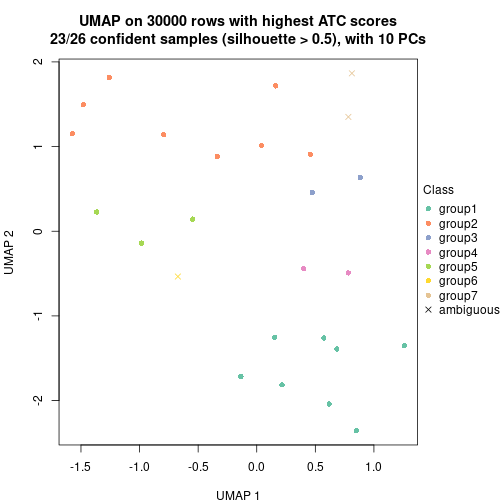 UMAP on 30000 rows with highest ATC scores
23/26 confident samples (silhouette > 0.5), with 10 PCs
2
1
0
-1
-2
UMAP 2
-1.5 -1.0 -0.5 0.0 0.5 1.0
UMAP 1
Class
group1
group2
group3
group4
group5
group6
group7
ambiguous